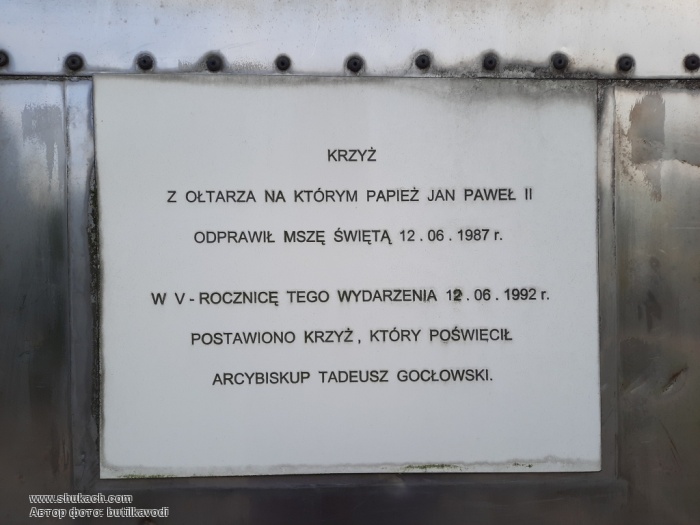 KRZYŻ
Z OŁTARZA NA KTÓRYM PAPIEŻ JAN PAWEŁ II
ODPRAWIŁ MSZĘ ŚWIĘTĄ 12 . 06 . 1987 r.
W V - ROCZNICĘ TEGO WYDARZENIA 12 . 06 . 1992 r.
POSTAWIONO KRZYŻ , KTÓRY POŚWIĘCIŁ
ARCYBISKUP TADEUSZ GOCŁOWSKI.
www.shukach.com
Автор фото: butilkavodi